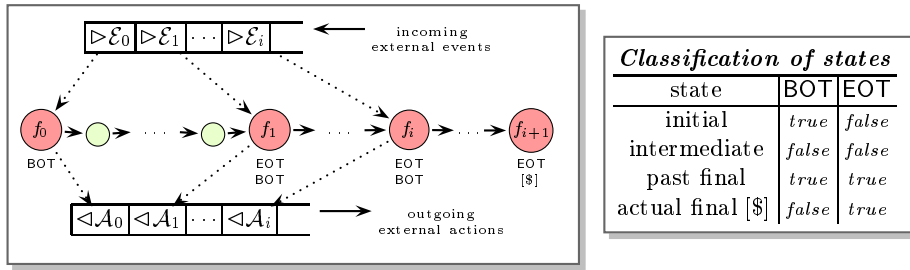 ▷ℰ₀ ▷ℰ₁ ··· ▷ℰᵢ
incoming
external events
f₀ ··· f₁ ··· fᵢ ··· fᵢ₊₁
BOT EOT EOT EOT
BOT BOT [$]
◁𝒜₀ ◁𝒜₁ ··· ◁𝒜ᵢ
outgoing
external actions
Classification of states
state BOT EOT
initial true false
intermediate false false
past final true true
actual final [$] false true